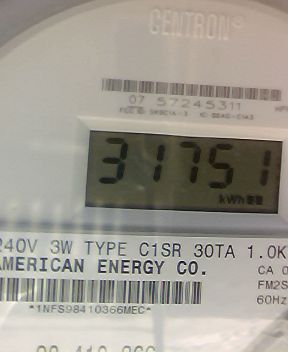 CENTRON®
07 57245311
31751
kWh
240V 3W TYPE C1SR 30TA 1.0K
AMERICAN ENERGY CO.
CA 0
FM2S
*1NFS98410366MEC*
60Hz